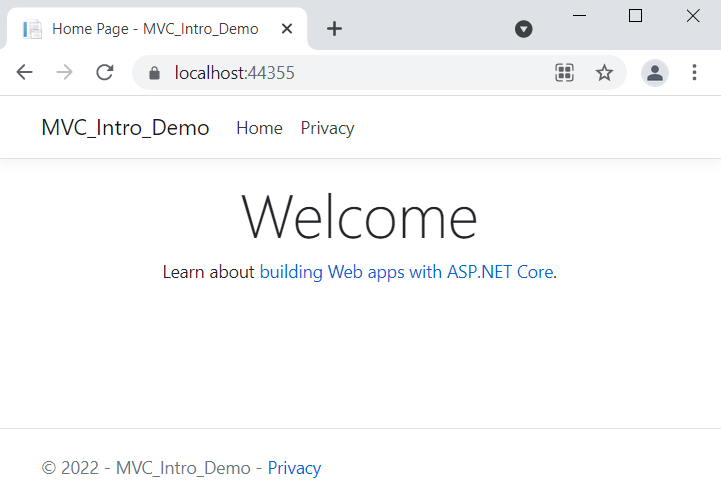 Home Page - MVC_Intro_Demo
localhost:44355
MVC_Intro_Demo Home Privacy
Welcome
Learn about building Web apps with ASP.NET Core.
© 2022 - MVC_Intro_Demo - Privacy